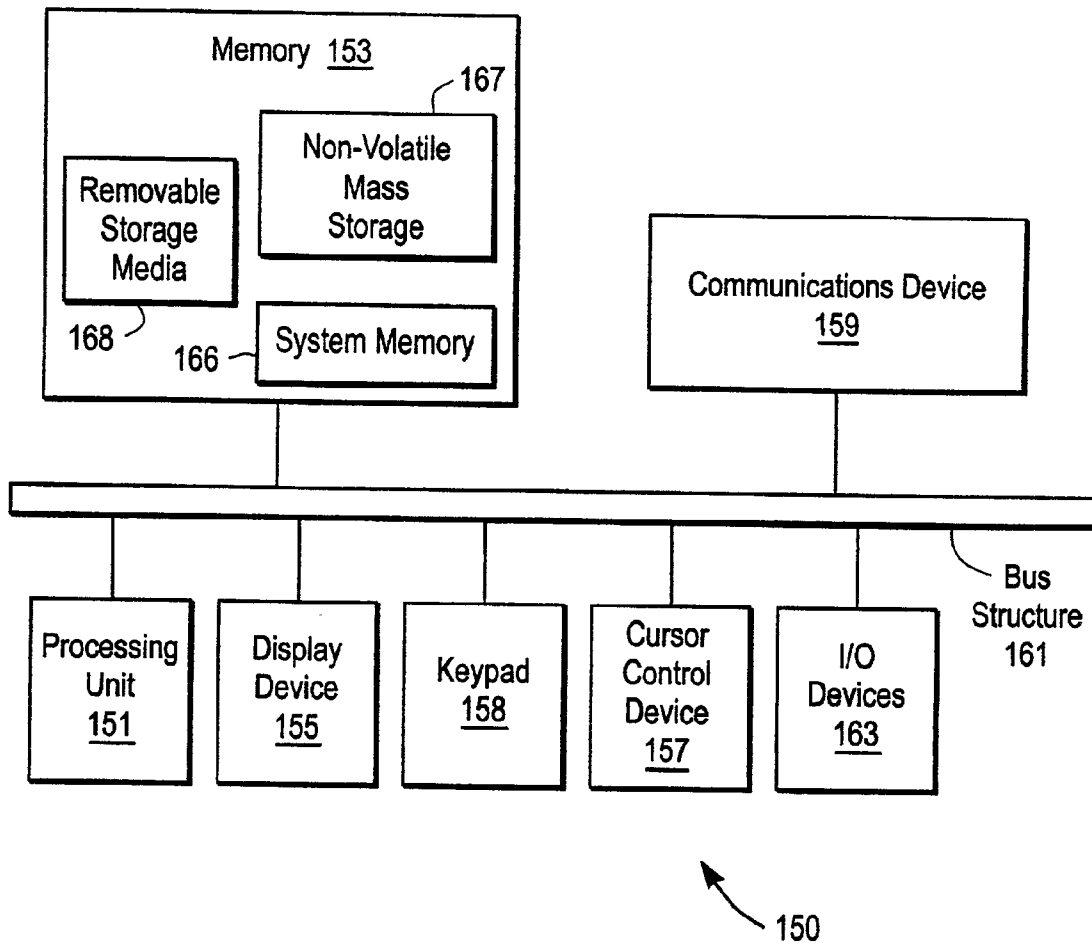 Memory 153
167
Non-Volatile
Mass
Storage
Removable
Storage
Media
168
166
System Memory
Communications Device
159
Bus
Structure
161
Processing
Unit
151
Display
Device
155
Keypad
158
Cursor
Control
Device
157
I/O
Devices
163
150